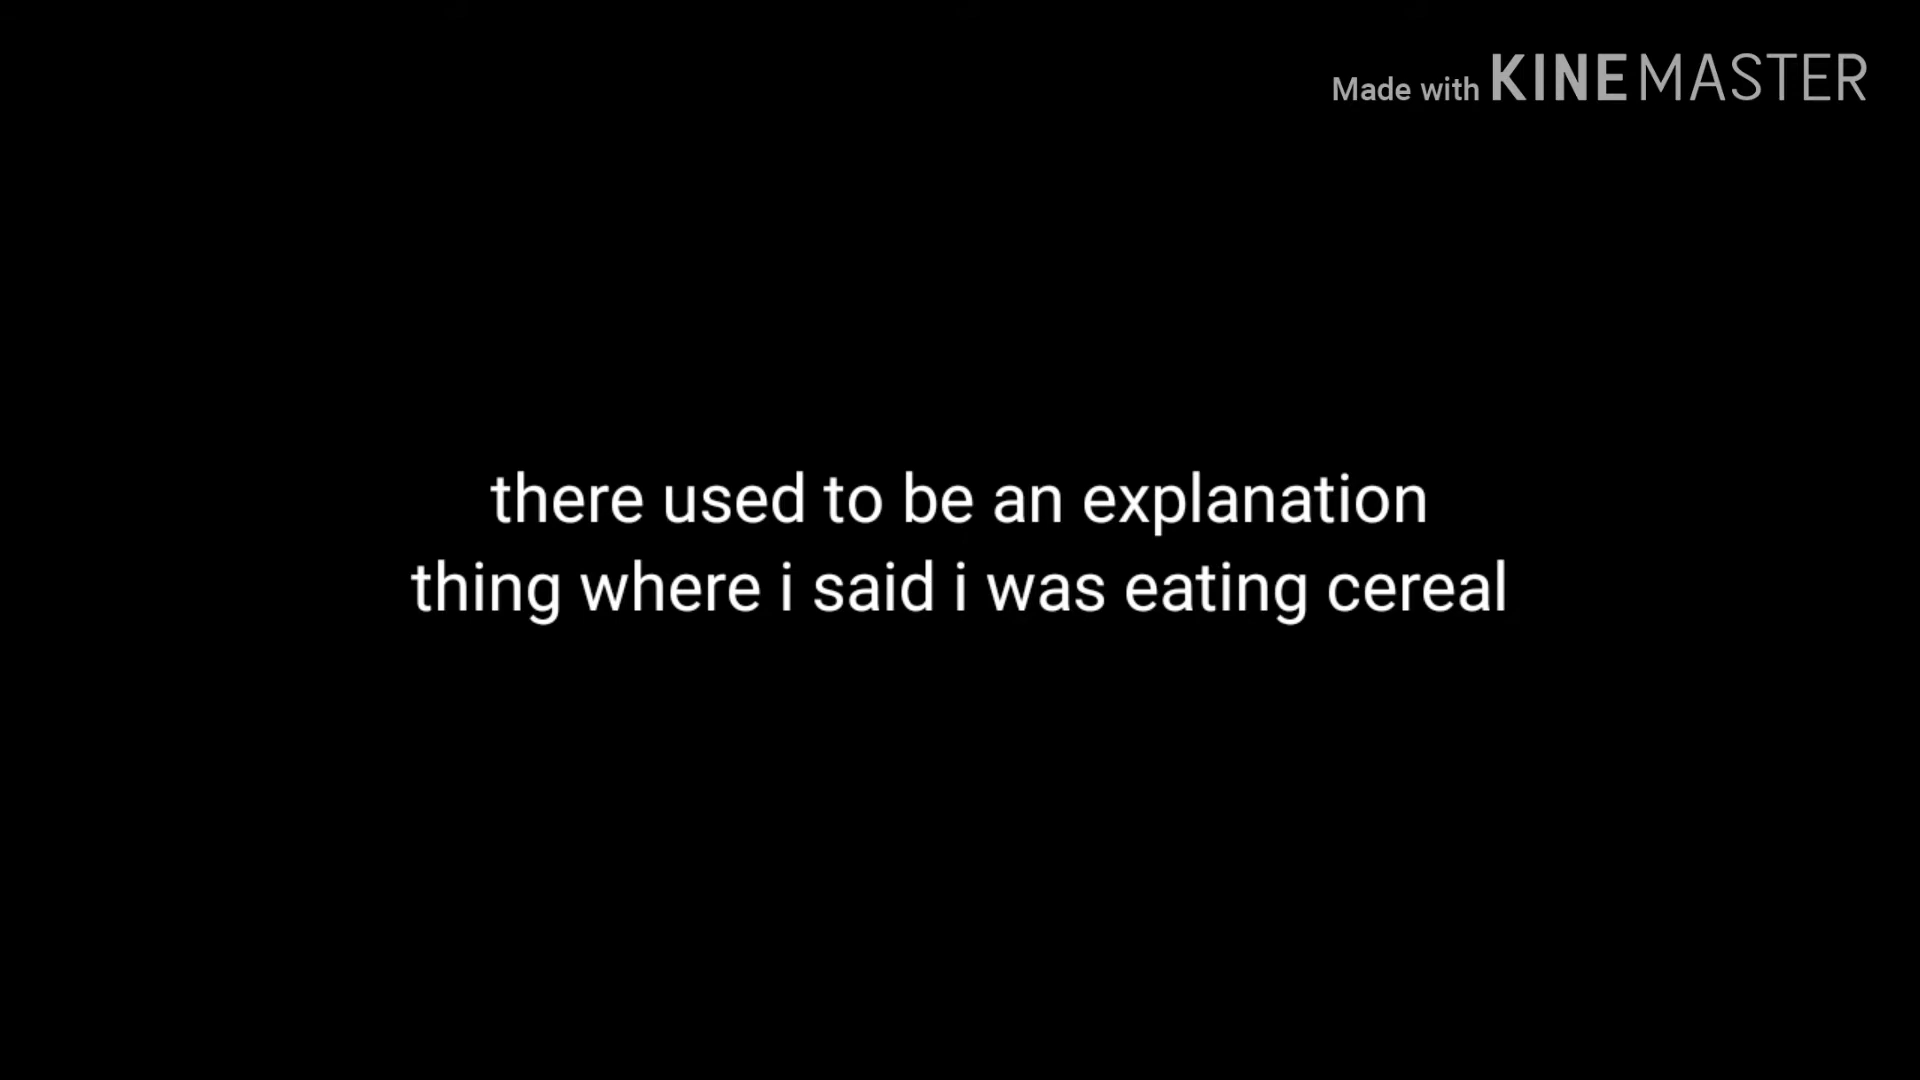 Made with KINEMASTER
there used to be an explanation
thing where i said i was eating cereal